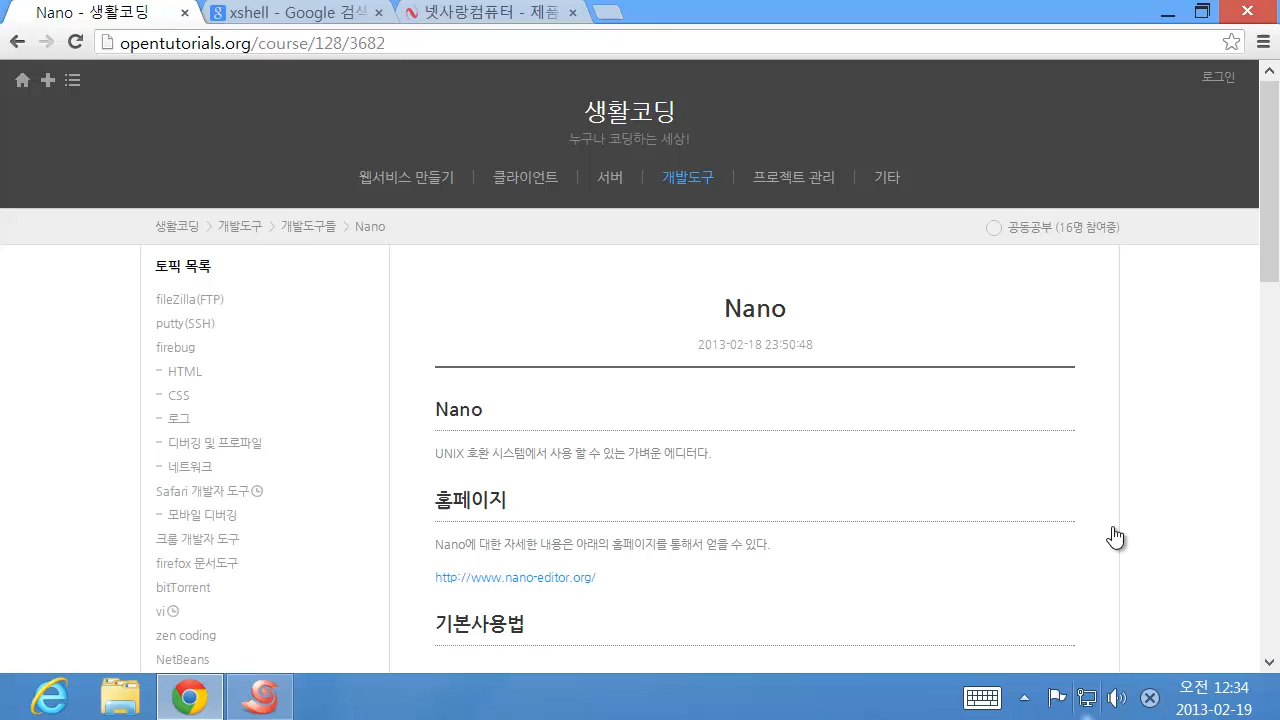 Nano - 생활코딩
xshell - Google 검색
넷사랑컴퓨터 - 제품
opentutorials.org/course/128/3682
로그인
생활코딩
누구나 코딩하는 세상!
웹서비스 만들기 클라이언트 서버 개발도구 프로젝트 관리 기타
생활코딩 개발도구 개발도구들 Nano
공동공부 (16명 참여중)
토픽 목록
fileZilla(FTP)
putty(SSH)
firebug
- HTML
- CSS
- 로그
- 디버깅 및 프로파일
- 네트워크
Safari 개발자 도구
- 모바일 디버깅
크롬 개발자 도구
firefox 문서도구
bitTorrent
vi
zen coding
NetBeans
Nano
2013-02-18 23:50:48
Nano
UNIX 호환 시스템에서 사용 할 수 있는 가벼운 에디터다.
홈페이지
Nano에 대한 자세한 내용은 아래의 홈페이지를 통해서 얻을 수 있다.
http://www.nano-editor.org/
기본사용법
오전 12:34
2013-02-19